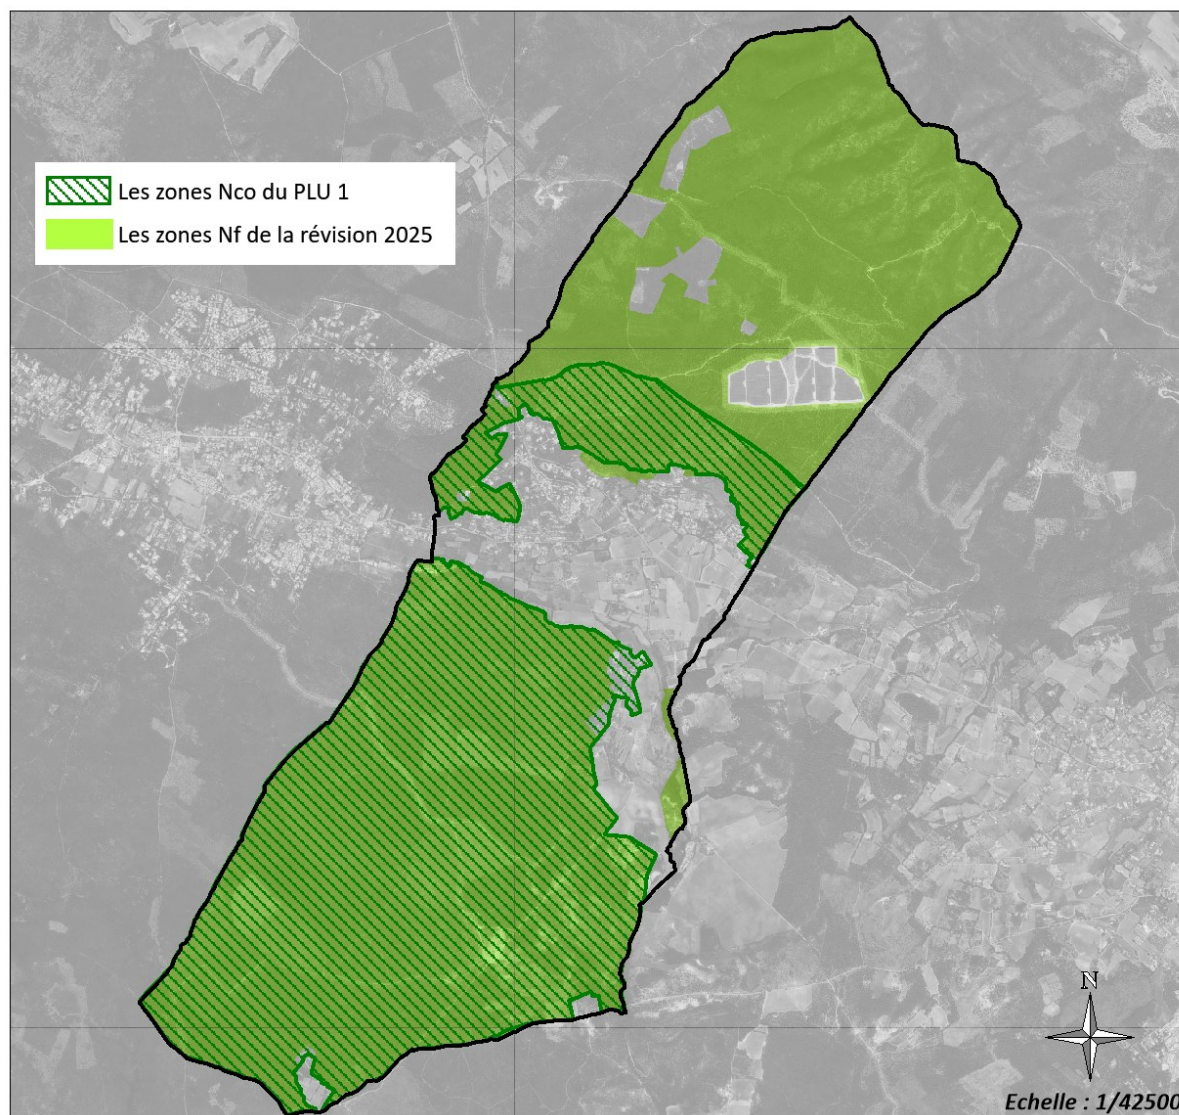 Les zones Nco du PLU 1
Les zones Nf de la révision 2025
N
Echelle : 1/42500